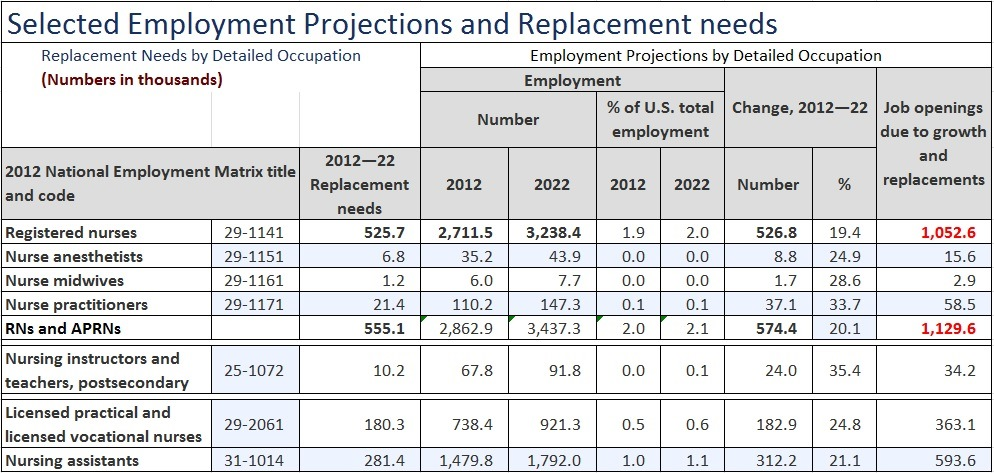 Selected Employment Projections and Replacement needs
Replacement Needs by Detailed Occupation
(Numbers in thousands)
Employment Projections by Detailed Occupation
Employment
Number
% of U.S. total
employment
Change, 2012—22
Job openings
due to growth
and
replacements
2012 National Employment Matrix title
and code
2012—22
Replacement
needs
2012 2022 2012 2022 Number %
Registered nurses 29-1141 525.7 2,711.5 3,238.4 1.9 2.0 526.8 19.4 1,052.6
Nurse anesthetists 29-1151 6.8 35.2 43.9 0.0 0.0 8.8 24.9 15.6
Nurse midwives 29-1161 1.2 6.0 7.7 0.0 0.0 1.7 28.6 2.9
Nurse practitioners 29-1171 21.4 110.2 147.3 0.1 0.1 37.1 33.7 58.5
RNs and APRNs 555.1 2,862.9 3,437.3 2.0 2.1 574.4 20.1 1,129.6
Nursing instructors and
teachers, postsecondary 25-1072 10.2 67.8 91.8 0.0 0.1 24.0 35.4 34.2
Licensed practical and
licensed vocational nurses 29-2061 180.3 738.4 921.3 0.5 0.6 182.9 24.8 363.1
Nursing assistants 31-1014 281.4 1,479.8 1,792.0 1.0 1.1 312.2 21.1 593.6